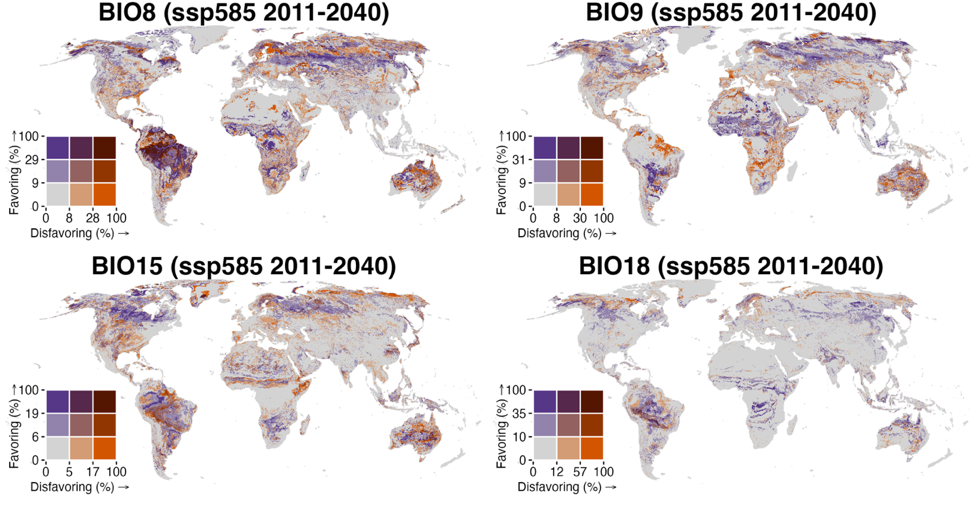 BIO8 (ssp585 2011-2040)
Favoring (%) →
100
29
9
0
0 8 28 100
Disfavoring (%) →
BIO9 (ssp585 2011-2040)
Favoring (%) →
100
31
9
0
0 8 30 100
Disfavoring (%) →
BIO15 (ssp585 2011-2040)
Favoring (%) →
100
19
6
0
0 5 17 100
Disfavoring (%) →
BIO18 (ssp585 2011-2040)
Favoring (%) →
100
35
10
0
0 12 57 100
Disfavoring (%) →